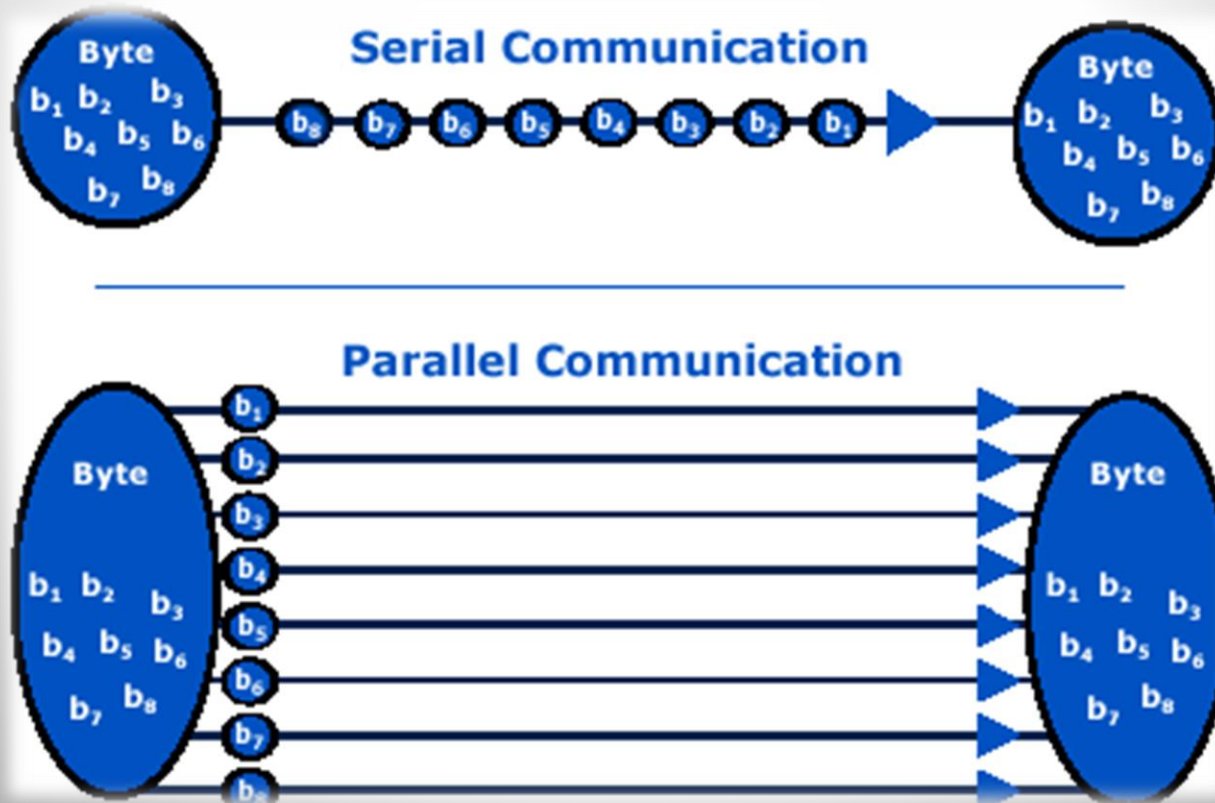 Serial Communication
Byte
b₁ b₂ b₃
b₄ b₅ b₆
b₇ b₈
b₈ b₇ b₆ b₅ b₄ b₃ b₂ b₁
Byte
b₁ b₂ b₃
b₄ b₅ b₆
b₇ b₈
Parallel Communication
Byte
b₁ b₂ b₃
b₄ b₅ b₆
b₇ b₈
b₁
b₂
b₃
b₄
b₅
b₆
b₇
b₈
Byte
b₁ b₂ b₃
b₄ b₅ b₆
b₇ b₈